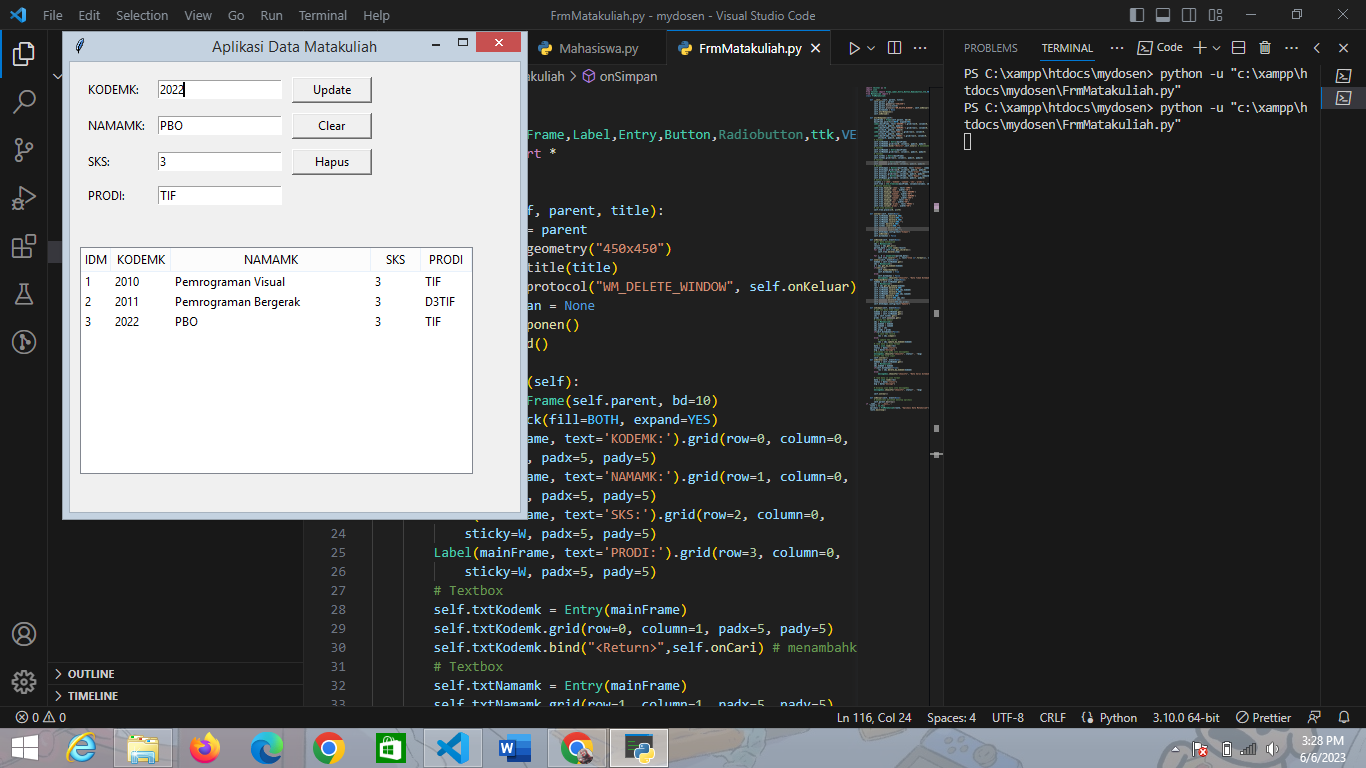 File Edit Selection View Go Run Terminal Help FrmMatakuliah.py - mydosen - Visual Studio Code
Aplikasi Data Matakuliah
KODEMK: 2022 Update
NAMAMK: PBO Clear
SKS: 3 Hapus
PRODI: TIF
IDM KODEMK NAMAMK SKS PRODI
1 2010 Pemrograman Visual 3 TIF
2 2011 Pemrograman Bergerak 3 D3TIF
3 2022 PBO 3 TIF
Mahasiswa.py FrmMatakuliah.py
akuliah > onSimpan
Frame,Label,Entry,Button,Radiobutton,ttk,VE
rt *
f, parent, title):
= parent
geometry("450x450")
title(title)
protocol("WM_DELETE_WINDOW", self.onKeluar)
an = None
ponen()
d()
(self):
Frame(self.parent, bd=10)
ck(fill=BOTH, expand=YES)
ame, text='KODEMK:').grid(row=0, column=0,
, padx=5, pady=5)
ame, text='NAMAMK:').grid(row=1, column=0,
, padx=5, pady=5)
ame, text='SKS:').grid(row=2, column=0,
24 sticky=W, padx=5, pady=5)
25 Label(mainFrame, text='PRODI:').grid(row=3, column=0,
26 sticky=W, padx=5, pady=5)
27 # Textbox
28 self.txtKodemk = Entry(mainFrame)
29 self.txtKodemk.grid(row=0, column=1, padx=5, pady=5)
30 self.txtKodemk.bind("<Return>",self.onCari) # menambahk
31 # Textbox
32 self.txtNamamk = Entry(mainFrame)
33 self.txtNamamk.grid(row=1, column=1, padx=5, pady=5)
PROBLEMS TERMINAL ··· Code
PS C:\xampp\htdocs\mydosen> python -u "c:\xampp\h
tdocs\mydosen\FrmMatakuliah.py"
PS C:\xampp\htdocs\mydosen> python -u "c:\xampp\h
tdocs\mydosen\FrmMatakuliah.py"
OUTLINE
TIMELINE
0 0 Ln 116, Col 24 Spaces: 4 UTF-8 CRLF Python 3.10.0 64-bit Prettier
3:28 PM
6/6/2023